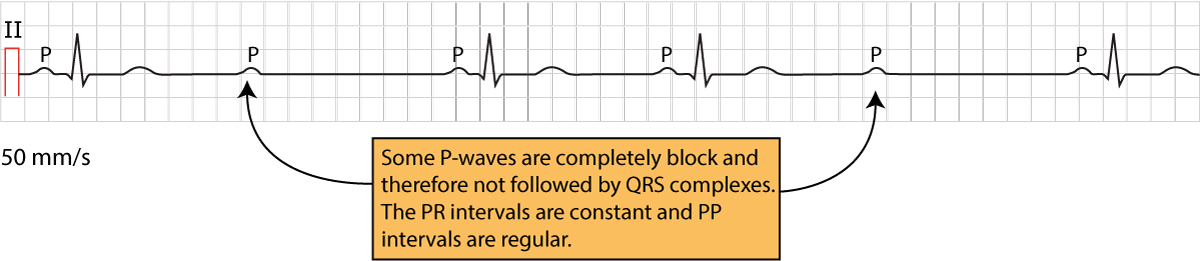 II
P P P P P P
50 mm/s
Some P-waves are completely block and
therefore not followed by QRS complexes.
The PR intervals are constant and PP
intervals are regular.